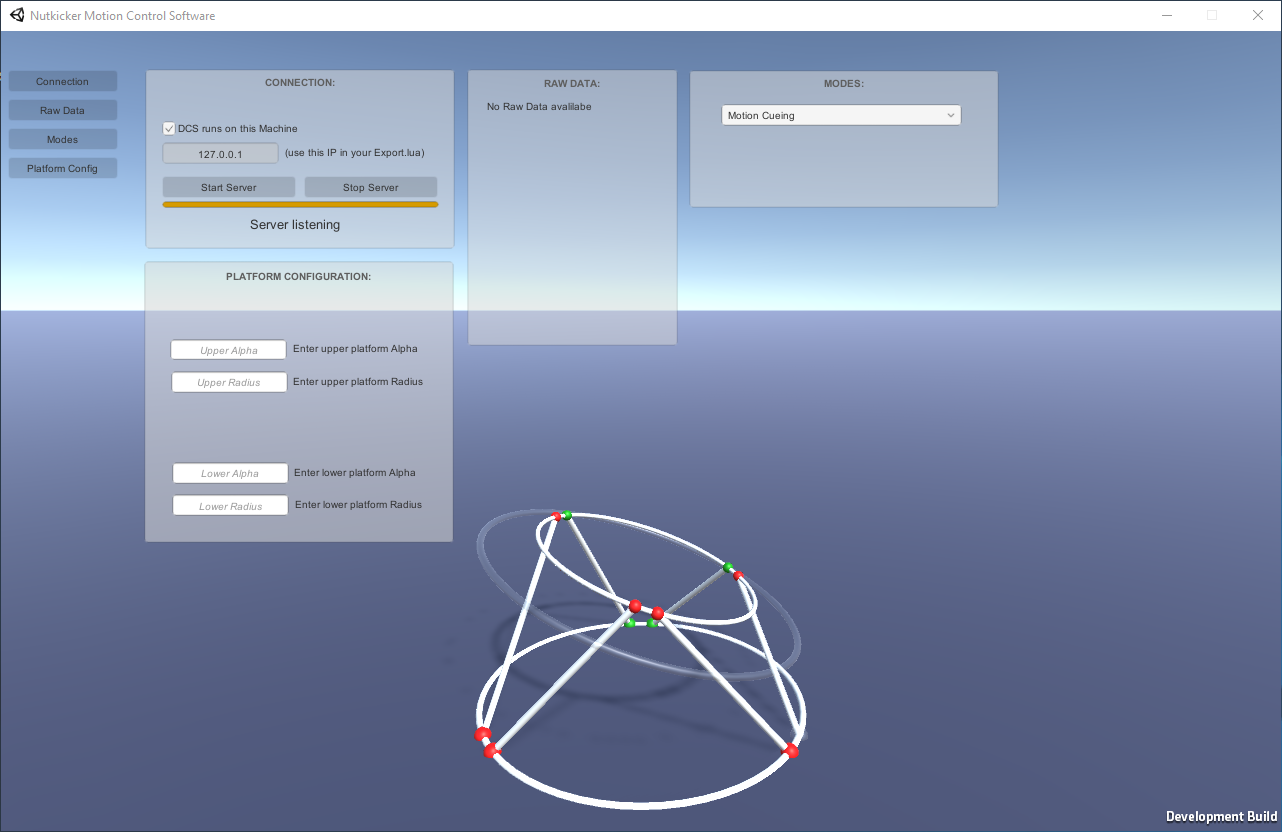 Nutkicker Motion Control Software
Connection
Raw Data
Modes
Platform Config
CONNECTION:
DCS runs on this Machine
127.0.0.1 (use this IP in your Export.lua)
Start Server Stop Server
Server listening
PLATFORM CONFIGURATION:
Upper Alpha Enter upper platform Alpha
Upper Radius Enter upper platform Radius
Lower Alpha Enter lower platform Alpha
Lower Radius Enter lower platform Radius
RAW DATA:
No Raw Data avalilabe
MODES:
Motion Cueing
Development Build